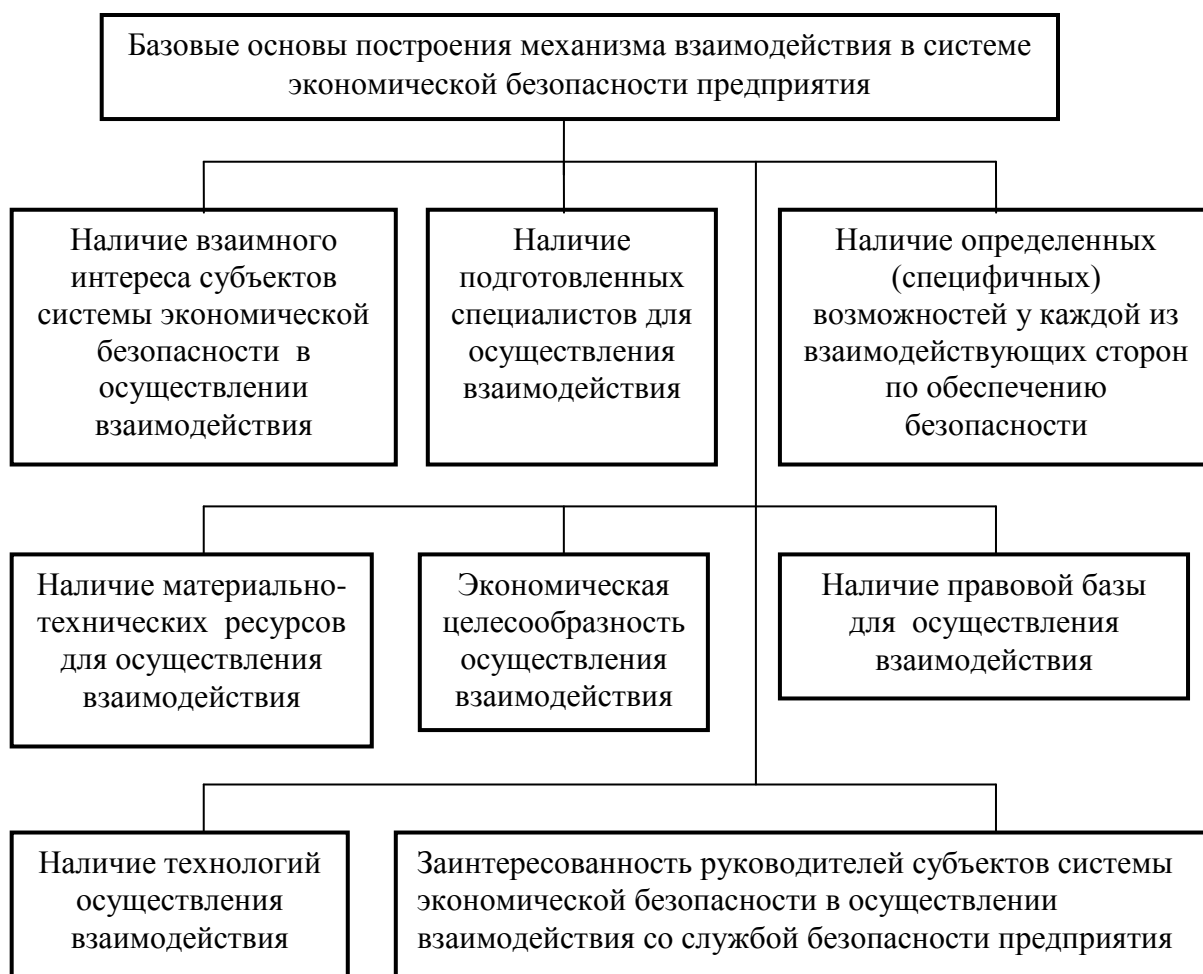 Базовые основы построения механизма взаимодействия в системе
экономической безопасности предприятия
Наличие взаимного
интереса субъектов
системы экономической
безопасности в
осуществлении
взаимодействия
Наличие
подготовленных
специалистов для
осуществления
взаимодействия
Наличие определенных
(специфичных)
возможностей у каждой из
взаимодействующих сторон
по обеспечению
безопасности
Наличие материально-
технических ресурсов
для осуществления
взаимодействия
Экономическая
целесообразность
осуществления
взаимодействия
Наличие правовой базы
для осуществления
взаимодействия
Наличие технологий
осуществления
взаимодействия
Заинтересованность руководителей субъектов системы
экономической безопасности в осуществлении
взаимодействия со службой безопасности предприятия